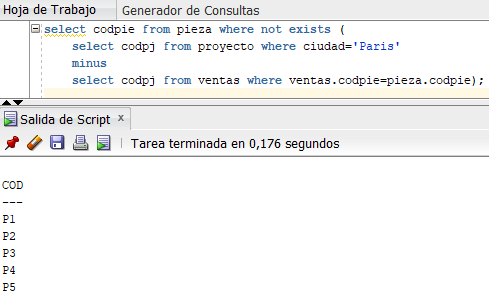 Hoja de Trabajo Generador de Consultas
select codpie from pieza where not exists (
select codpj from proyecto where ciudad='Paris'
minus
select codpj from ventas where ventas.codpie=pieza.codpie);
Salida de Script x
Tarea terminada en 0,176 segundos
COD
---
P1
P2
P3
P4
P5